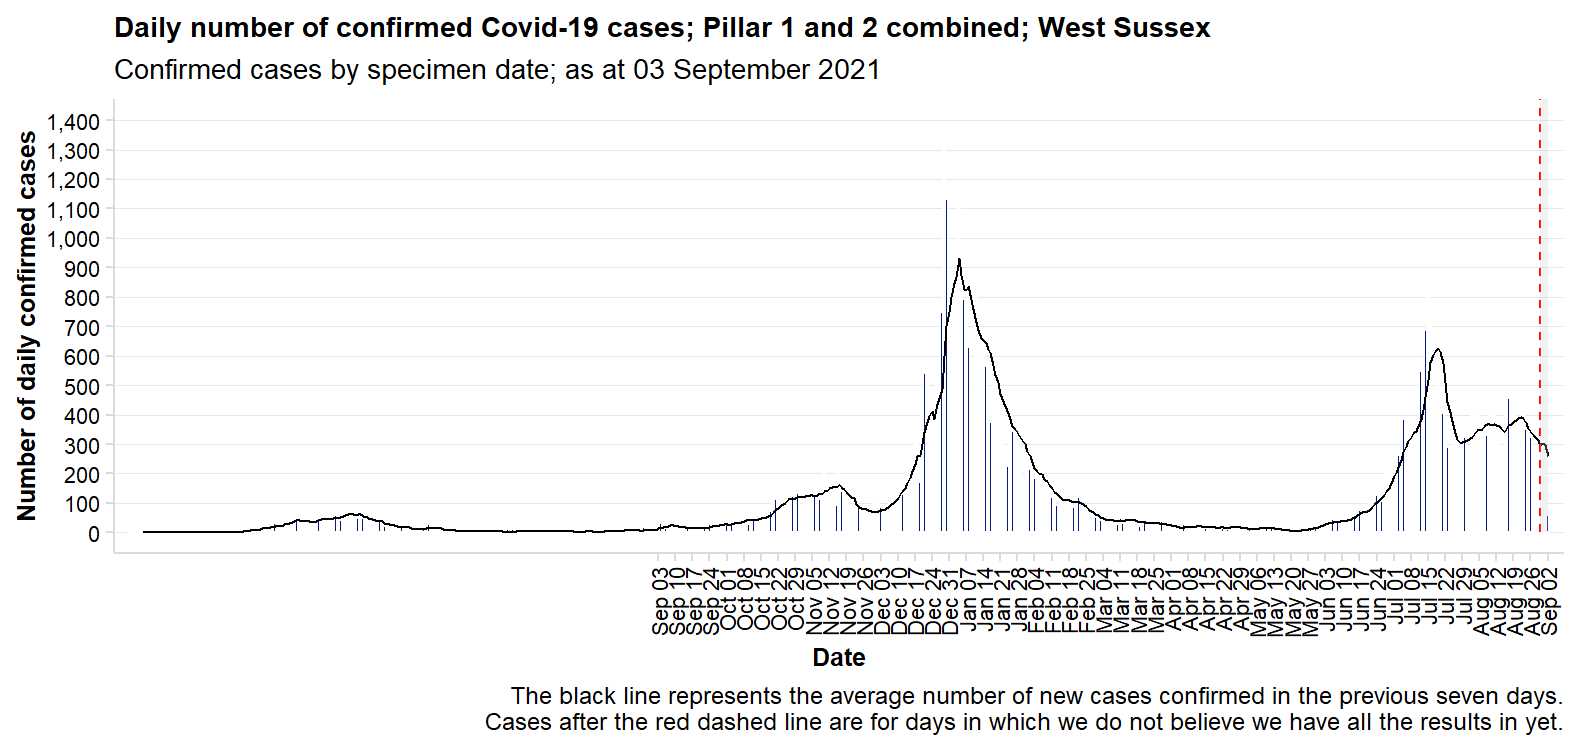 Daily number of confirmed Covid-19 cases; Pillar 1 and 2 combined; West Sussex
Confirmed cases by specimen date; as at 03 September 2021
Number of daily confirmed cases
1,400
1,300
1,200
1,100
1,000
900
800
700
600
500
400
300
200
100
0
Sep 03
Sep 10
Sep 17
Sep 24
Oct 01
Oct 08
Oct 15
Oct 22
Oct 29
Nov 05
Nov 12
Nov 19
Nov 26
Dec 03
Dec 10
Dec 17
Dec 24
Dec 31
Jan 07
Jan 14
Jan 21
Jan 28
Feb 04
Feb 11
Feb 18
Feb 25
Mar 04
Mar 11
Mar 18
Mar 25
Apr 01
Apr 08
Apr 15
Apr 22
Apr 29
May 06
May 13
May 20
May 27
Jun 03
Jun 10
Jun 17
Jun 24
Jul 01
Jul 08
Jul 15
Jul 22
Jul 29
Aug 05
Aug 12
Aug 19
Aug 26
Sep 02
Date
The black line represents the average number of new cases confirmed in the previous seven days.
Cases after the red dashed line are for days in which we do not believe we have all the results in yet.